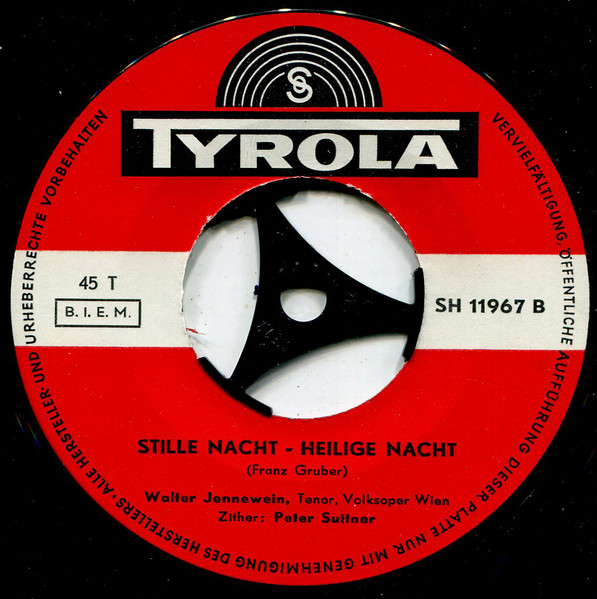 TYROLA
45 T
B. I. E. M.
SH 11967 B
STILLE NACHT - HEILIGE NACHT
(Franz Gruber)
Walter Jennewein, Tenor, Volksoper Wien
Zither: Peter Suitner
ALLE HERSTELLER- UND URHEBERRECHTE VORBEHALTEN
VERVIELFÄLTIGUNG, ÖFFENTLICHE AUFFÜHRUNG DIESER PLATTE NUR MIT GENEHMIGUNG DES HERSTELLERS.